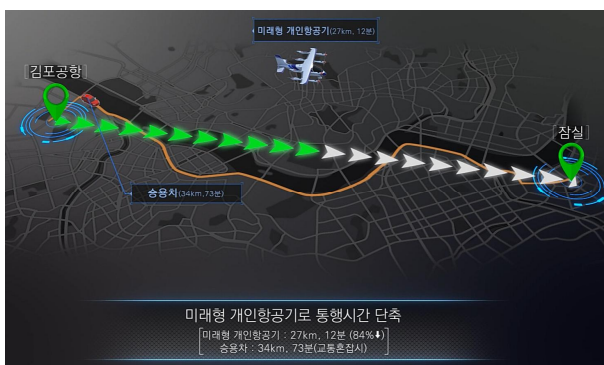 미래형 개인항공기(27km, 12분)
[김포공항]
잠실]
승용차(34km,73분)
미래형 개인항공기로 통행시간 단축
[미래형 개인항공기 : 27km, 12분 (84%⬇)
승용차 : 34km, 73분(교통혼잡시)]